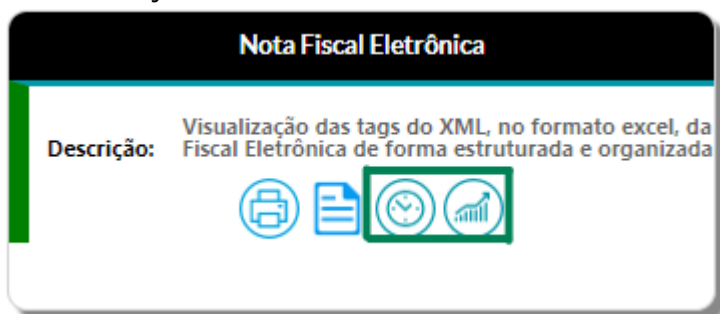 Nota Fiscal Eletrônica
Visualização das tags do XML, no formato excel, da
Descrição: Fiscal Eletrônica de forma estruturada e organizada